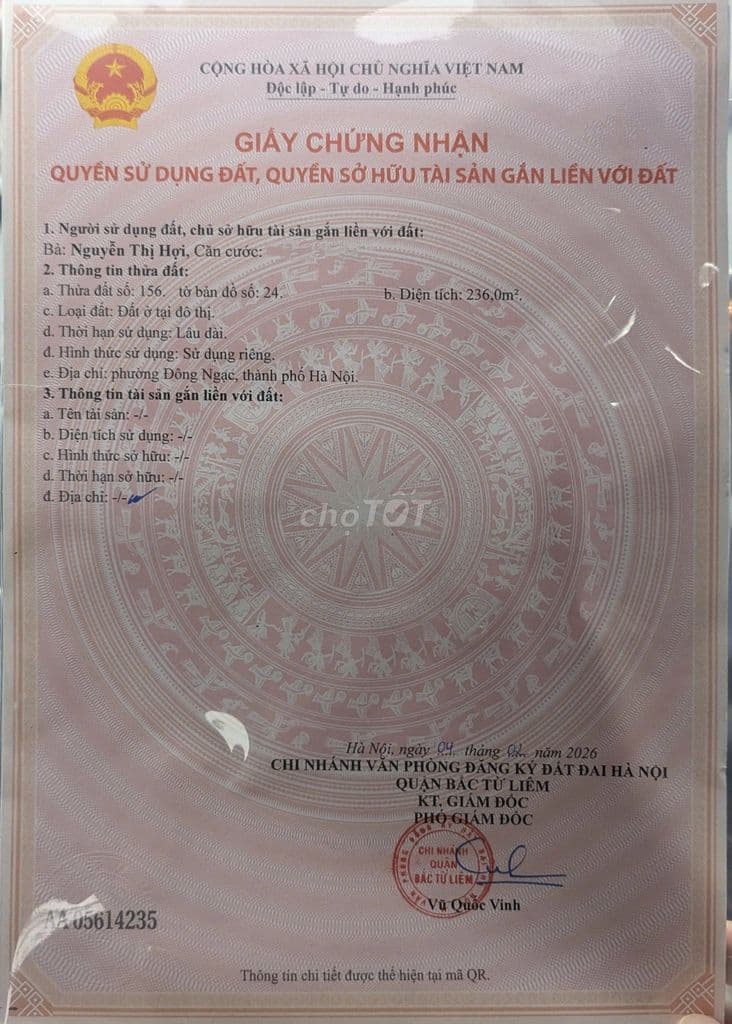 CỘNG HÒA XÃ HỘI CHỦ NGHĨA VIỆT NAM
Độc lập - Tự do - Hạnh phúc
GIẤY CHỨNG NHẬN
QUYỀN SỬ DỤNG ĐẤT, QUYỀN SỞ HỮU TÀI SẢN GẮN LIỀN VỚI ĐẤT
1. Người sử dụng đất, chủ sở hữu tài sản gắn liền với đất:
Bà: Nguyễn Thị Hợi, Căn cước:
2. Thông tin thửa đất:
a. Thửa đất số: 156. tờ bản đồ số: 24. b. Diện tích: 236,0m².
c. Loại đất: Đất ở tại đô thị.
d. Thời hạn sử dụng: Lâu dài.
đ. Hình thức sử dụng: Sử dụng riêng.
e. Địa chỉ: phường Đông Ngạc, thành phố Hà Nội.
3. Thông tin tài sản gắn liền với đất:
a. Tên tài sản: -/-
b. Diện tích sử dụng: -/-
c. Hình thức sở hữu: -/-
d. Thời hạn sở hữu: -/-
đ. Địa chỉ: -/-
chợTỐT
Hà Nội, ngày 04 tháng 02 năm 2026
CHI NHÁNH VĂN PHÒNG ĐĂNG KÝ ĐẤT ĐAI HÀ NỘI
QUẬN BẮC TỪ LIÊM
KT. GIÁM ĐỐC
PHÓ GIÁM ĐỐC
CHI NHÁNH
QUẬN
BẮC TỪ LIÊM
Vũ Quốc Vinh
AA 05614235
Thông tin chi tiết được thể hiện tại mã QR.